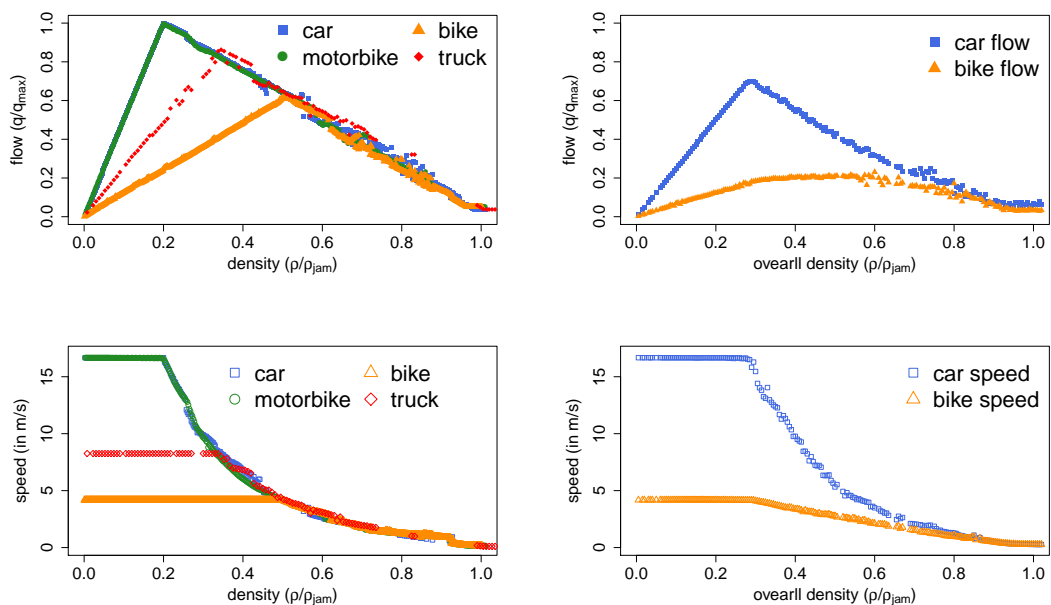 flow (q/qmax)
0.0 0.2 0.4 0.6 0.8 1.0
car
bike
motorbike
truck
0.0 0.2 0.4 0.6 0.8 1.0
density (ρ/ρjam)
flow (q/qmax)
0.0 0.2 0.4 0.6 0.8 1.0
car flow
bike flow
0.0 0.2 0.4 0.6 0.8 1.0
ovearll density (ρ/ρjam)
speed (in m/s)
0 5 10 15
car
bike
motorbike
truck
0.0 0.2 0.4 0.6 0.8 1.0
density (ρ/ρjam)
speed (in m/s)
0 5 10 15
car speed
bike speed
0.0 0.2 0.4 0.6 0.8 1.0
ovearll density (ρ/ρjam)